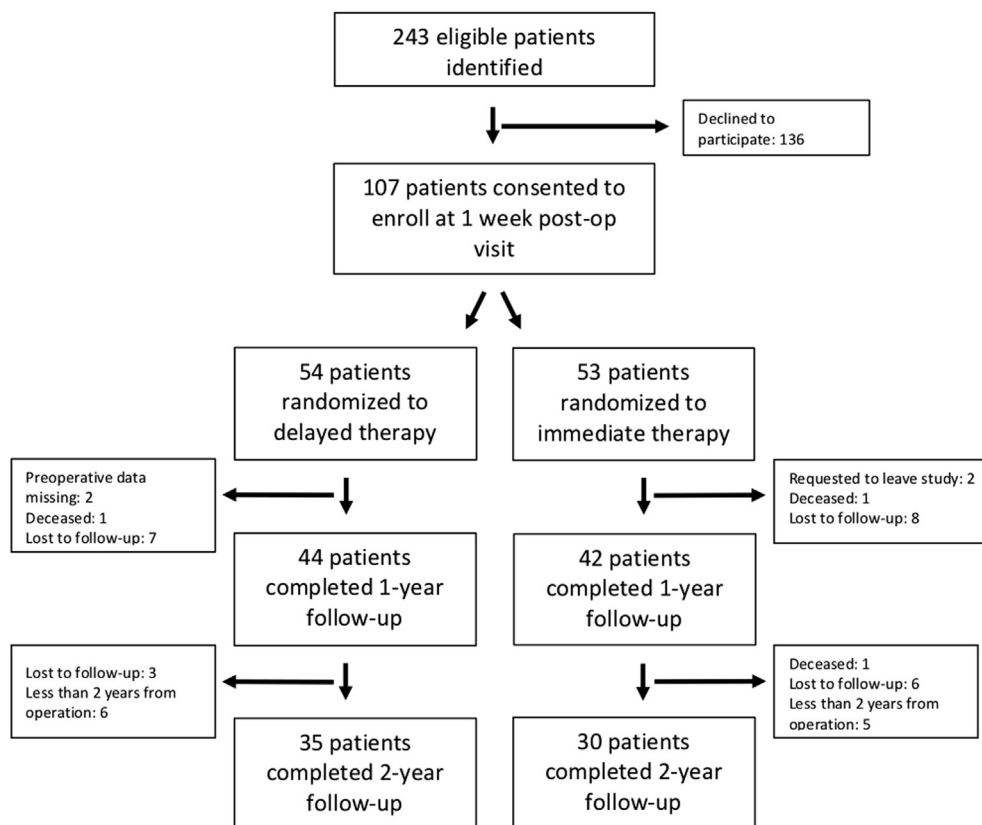 243 eligible patients
identified
Declined to
participate: 136
107 patients consented to
enroll at 1 week post-op
visit
54 patients
randomized to
delayed therapy
53 patients
randomized to
immediate therapy
Preoperative data
missing: 2
Deceased: 1
Lost to follow-up: 7
Requested to leave study: 2
Deceased: 1
Lost to follow-up: 8
44 patients
completed 1-year
follow-up
42 patients
completed 1-year
follow-up
Lost to follow-up: 3
Less than 2 years from
operation: 6
Deceased: 1
Lost to follow-up: 6
Less than 2 years from
operation: 5
35 patients
completed 2-year
follow-up
30 patients
completed 2-year
follow-up